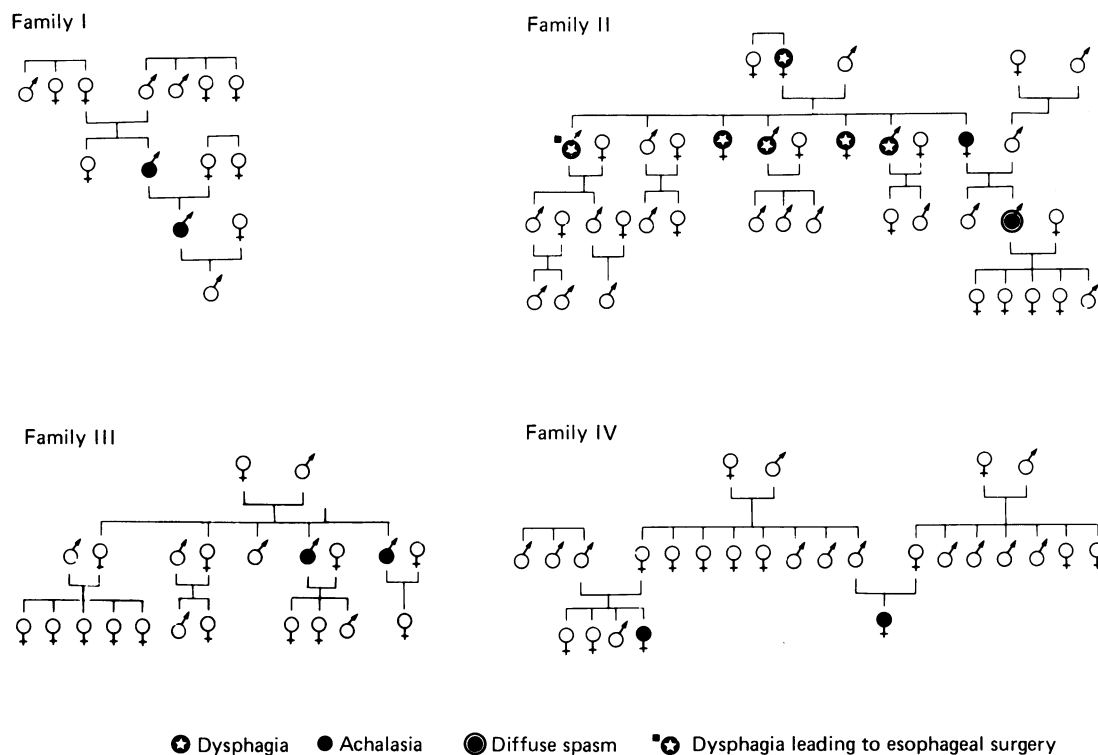 Family I
Family II
Family III
Family IV
Dysphagia
Achalasia
Diffuse spasm
Dysphagia leading to esophageal surgery